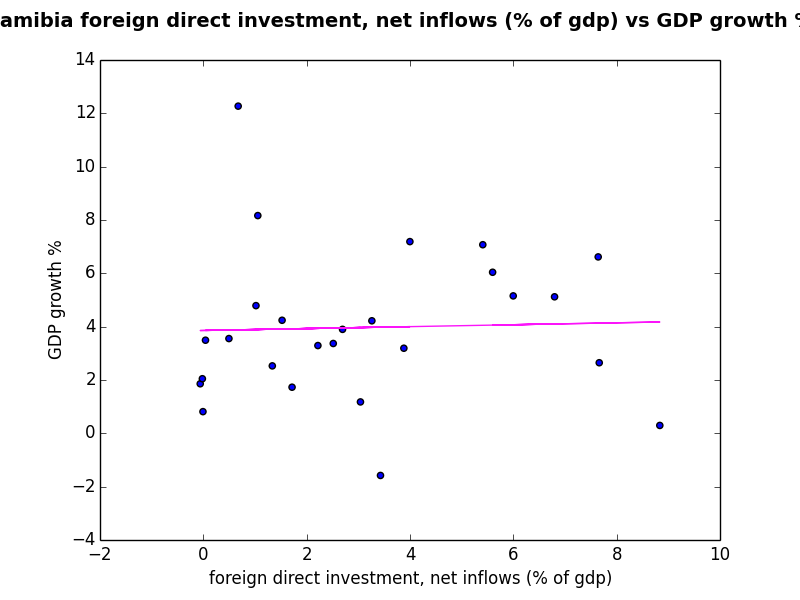 amibia foreign direct investment, net inflows (% of gdp) vs GDP growth %
14
12
10
8
6
4
2
0
−2
−4
GDP growth %
−2 0 2 4 6 8 10
foreign direct investment, net inflows (% of gdp)